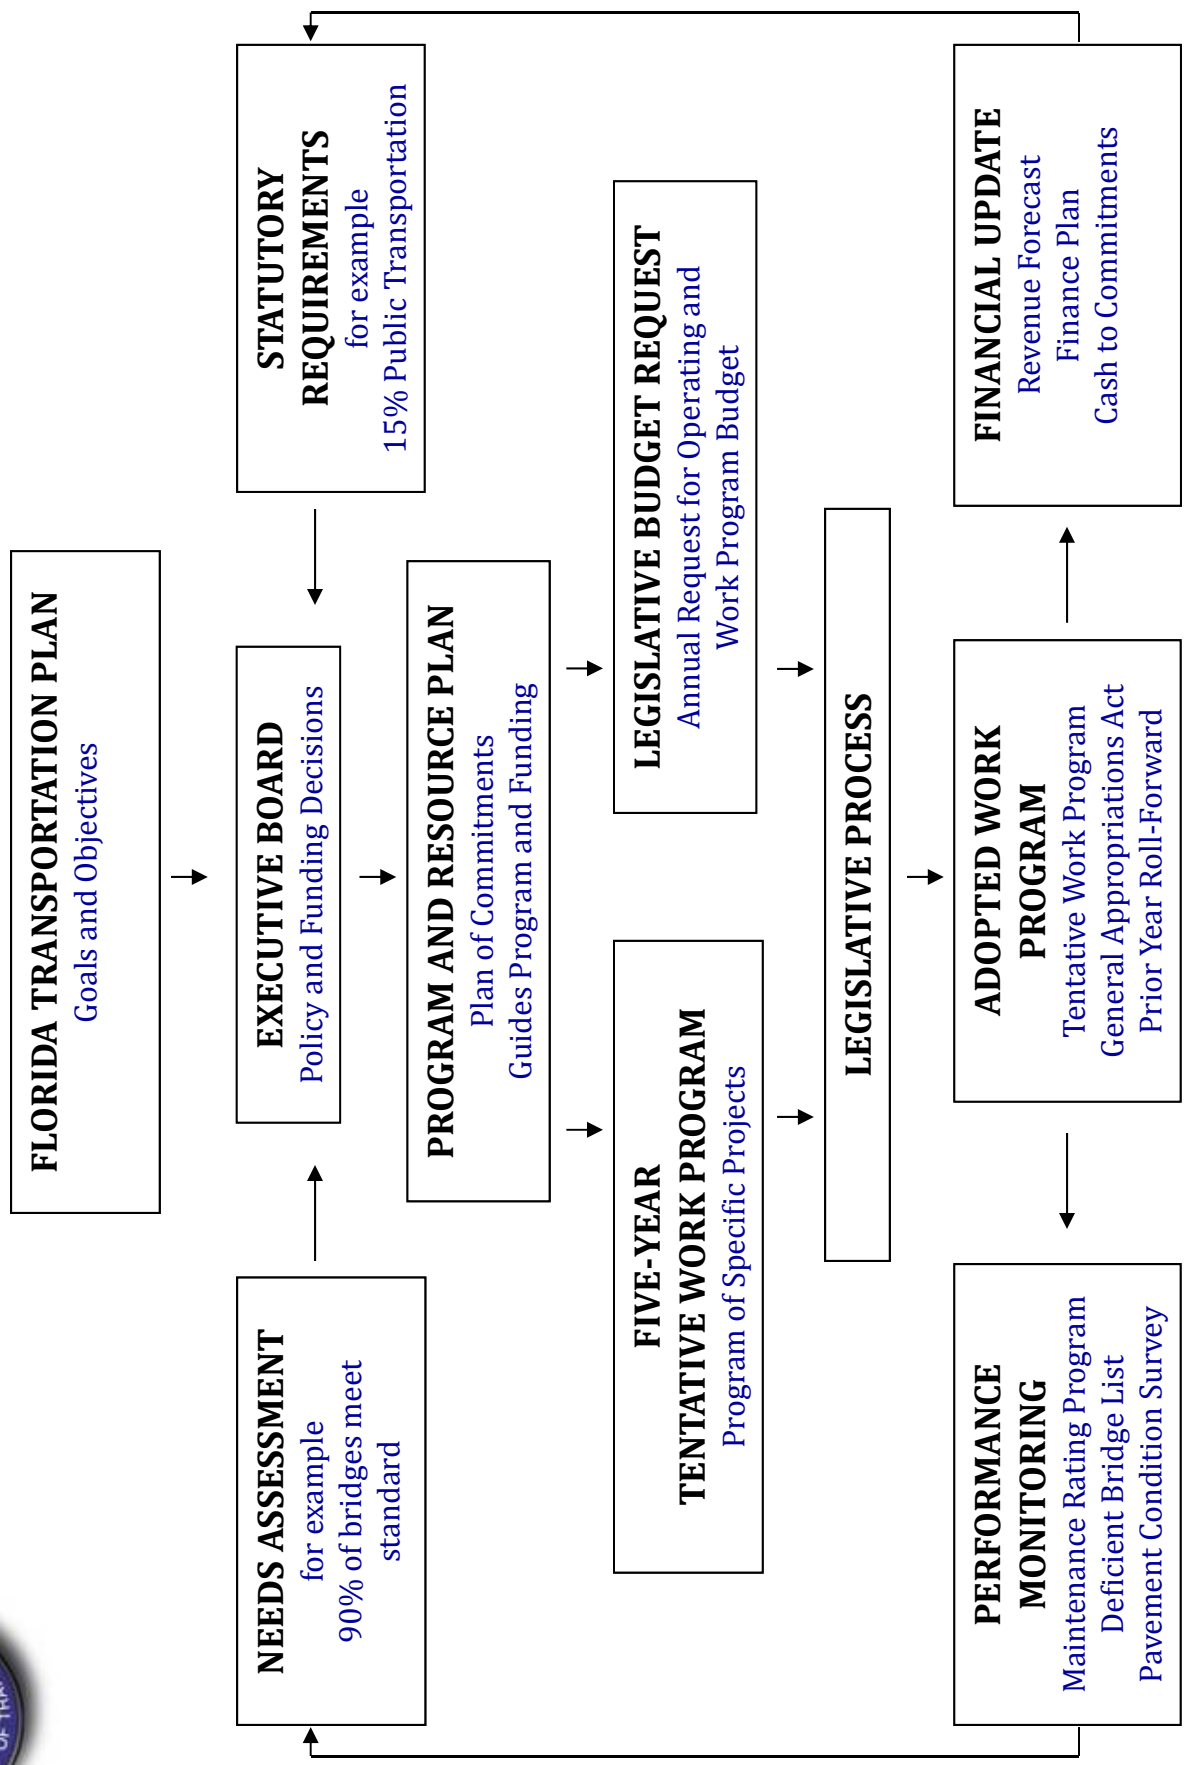 FLORIDA TRANSPORTATION PLAN
Goals and Objectives
NEEDS ASSESSMENT
for example
90% of bridges meet
standard
EXECUTIVE BOARD
Policy and Funding Decisions
STATUTORY
REQUIREMENTS
for example
15% Public Transportation
PROGRAM AND RESOURCE PLAN
Plan of Commitments
Guides Program and Funding
FIVE-YEAR
TENTATIVE WORK PROGRAM
Program of Specific Projects
LEGISLATIVE BUDGET REQUEST
Annual Request for Operating and
Work Program Budget
LEGISLATIVE PROCESS
PERFORMANCE
MONITORING
Maintenance Rating Program
Deficient Bridge List
Pavement Condition Survey
ADOPTED WORK
PROGRAM
Tentative Work Program
General Appropriations Act
Prior Year Roll-Forward
FINANCIAL UPDATE
Revenue Forecast
Finance Plan
Cash to Commitments
OF